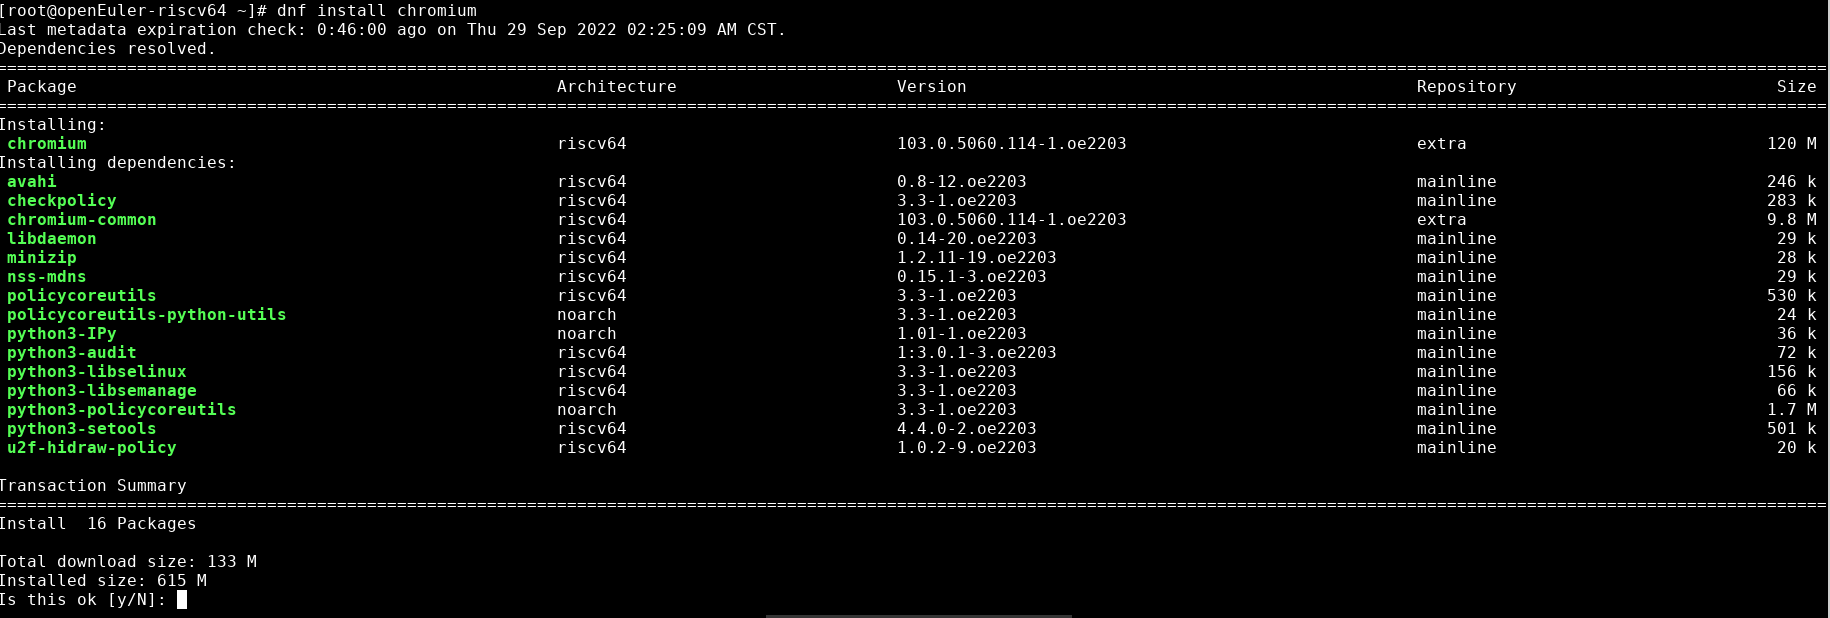 [root@openEuler-riscv64 ~]# dnf install chromium
Last metadata expiration check: 0:46:00 ago on Thu 29 Sep 2022 02:25:09 AM CST.
Dependencies resolved.
Package Architecture Version Repository Size
Installing:
chromium riscv64 103.0.5060.114-1.oe2203 extra 120 M
Installing dependencies:
avahi riscv64 0.8-12.oe2203 mainline 246 k
checkpolicy riscv64 3.3-1.oe2203 mainline 283 k
chromium-common riscv64 103.0.5060.114-1.oe2203 extra 9.8 M
libdaemon riscv64 0.14-20.oe2203 mainline 29 k
minizip riscv64 1.2.11-19.oe2203 mainline 28 k
nss-mdns riscv64 0.15.1-3.oe2203 mainline 29 k
policycoreutils riscv64 3.3-1.oe2203 mainline 530 k
policycoreutils-python-utils noarch 3.3-1.oe2203 mainline 24 k
python3-IPy noarch 1.01-1.oe2203 mainline 36 k
python3-audit riscv64 1:3.0.1-3.oe2203 mainline 72 k
python3-libselinux riscv64 3.3-1.oe2203 mainline 156 k
python3-libsemanage riscv64 3.3-1.oe2203 mainline 66 k
python3-policycoreutils noarch 3.3-1.oe2203 mainline 1.7 M
python3-setools riscv64 4.4.0-2.oe2203 mainline 501 k
u2f-hidraw-policy riscv64 1.0.2-9.oe2203 mainline 20 k
Transaction Summary
Install  16 Packages
Total download size: 133 M
Installed size: 615 M
Is this ok [y/N]: